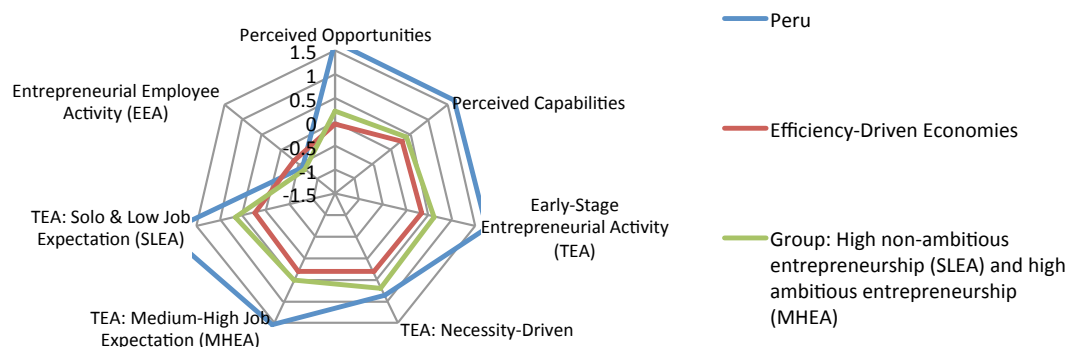 Perceived Opportunities
1.5
1
0.5
0
-0.5
-1
-1.5
Perceived Capabilities
Early-Stage
Entrepreneurial Activity
(TEA)
TEA: Necessity-Driven
TEA: Medium-High Job
Expectation (MHEA)
TEA: Solo & Low Job
Expectation (SLEA)
Entrepreneurial Employee
Activity (EEA)
Peru
Efficiency-Driven Economies
Group: High non-ambitious
entrepreneurship (SLEA) and high
ambitious entrepreneurship
(MHEA)